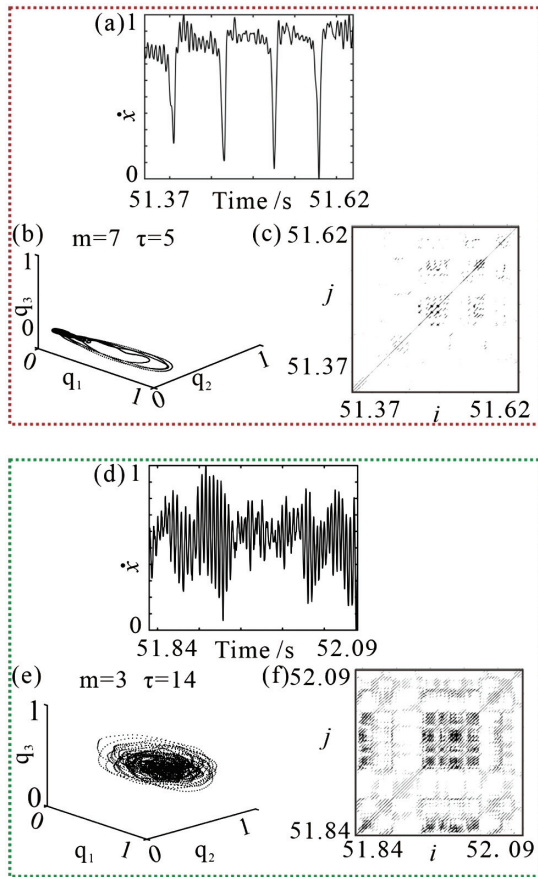 (a)
1
ẋ
0
51.37 Time /s 51.62
(b) m=7 τ=5
1
q3
0
0
q1
1
0
q2
1
(c)
51.62
j
51.37
51.37 i 51.62
(d)
1
ẋ
0
51.84 Time /s 52.09
(e) m=3 τ=14
1
q3
0
0
q1
1
0
q2
1
(f)
52.09
j
51.84
51.84 i 52.09